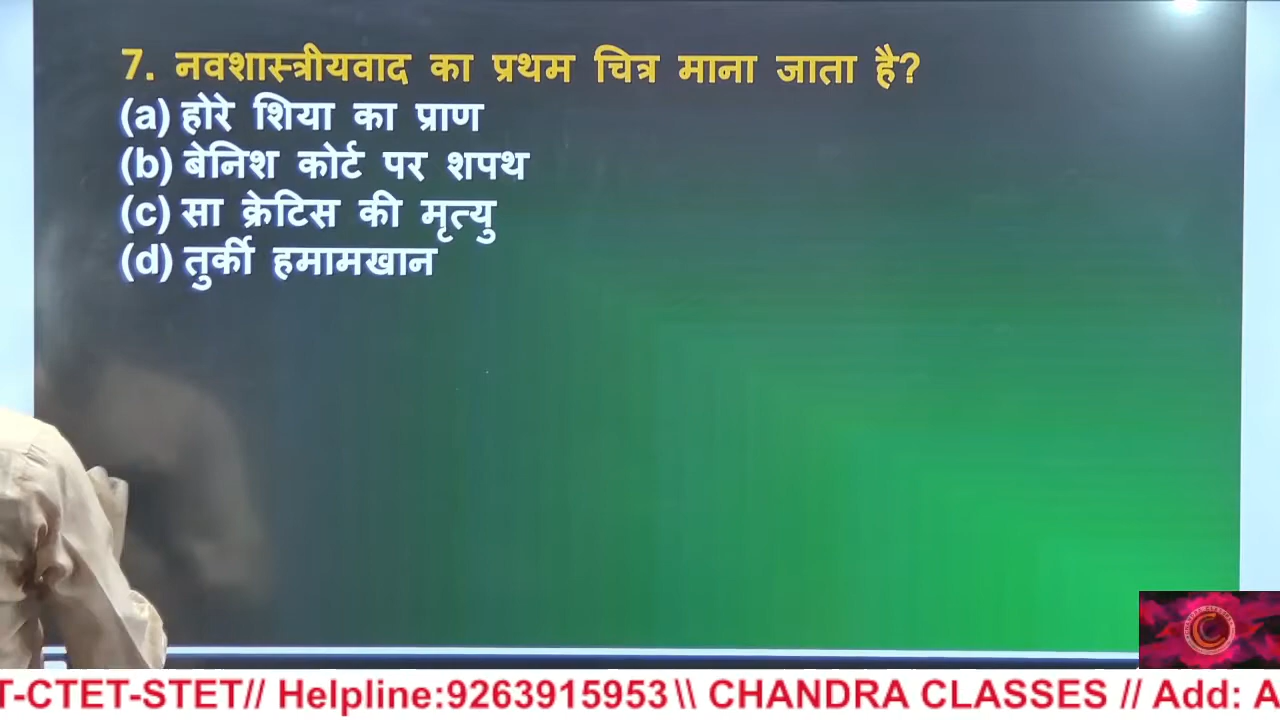 7. नवशास्त्रीयवाद का प्रथम चित्र माना जाता है?
(a) होरे शिया का प्राण
(b) बेनिश कोर्ट पर शपथ
(c) सा क्रेटिस की मृत्यु
(d) तुर्की हमामखान
T-CTET-STET// Helpline:9263915953 \\ CHANDRA CLASSES // Add: A